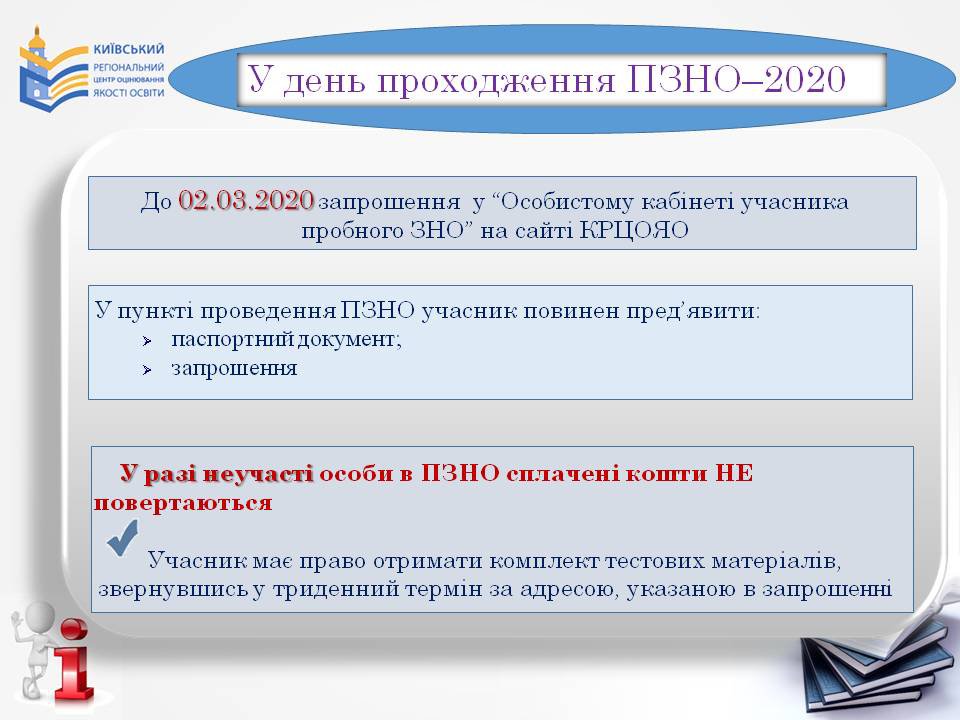 КИЇВСЬКИЙ
РЕГІОНАЛЬНИЙ
ЦЕНТР ОЦІНЮВАННЯ
ЯКОСТІ ОСВІТИ
У день проходження ПЗНО–2020
До 02.03.2020 запрошення у “Особистому кабінеті учасника
пробного ЗНО” на сайті КРЦОЯО
У пункті проведення ПЗНО учасник повинен пред’явити:
паспортний документ;
запрошення
У разі неучасті особи в ПЗНО сплачені кошти НЕ
повертаються
Учасник має право отримати комплект тестових матеріалів,
звернувшись у триденний термін за адресою, указаною в запрошенні